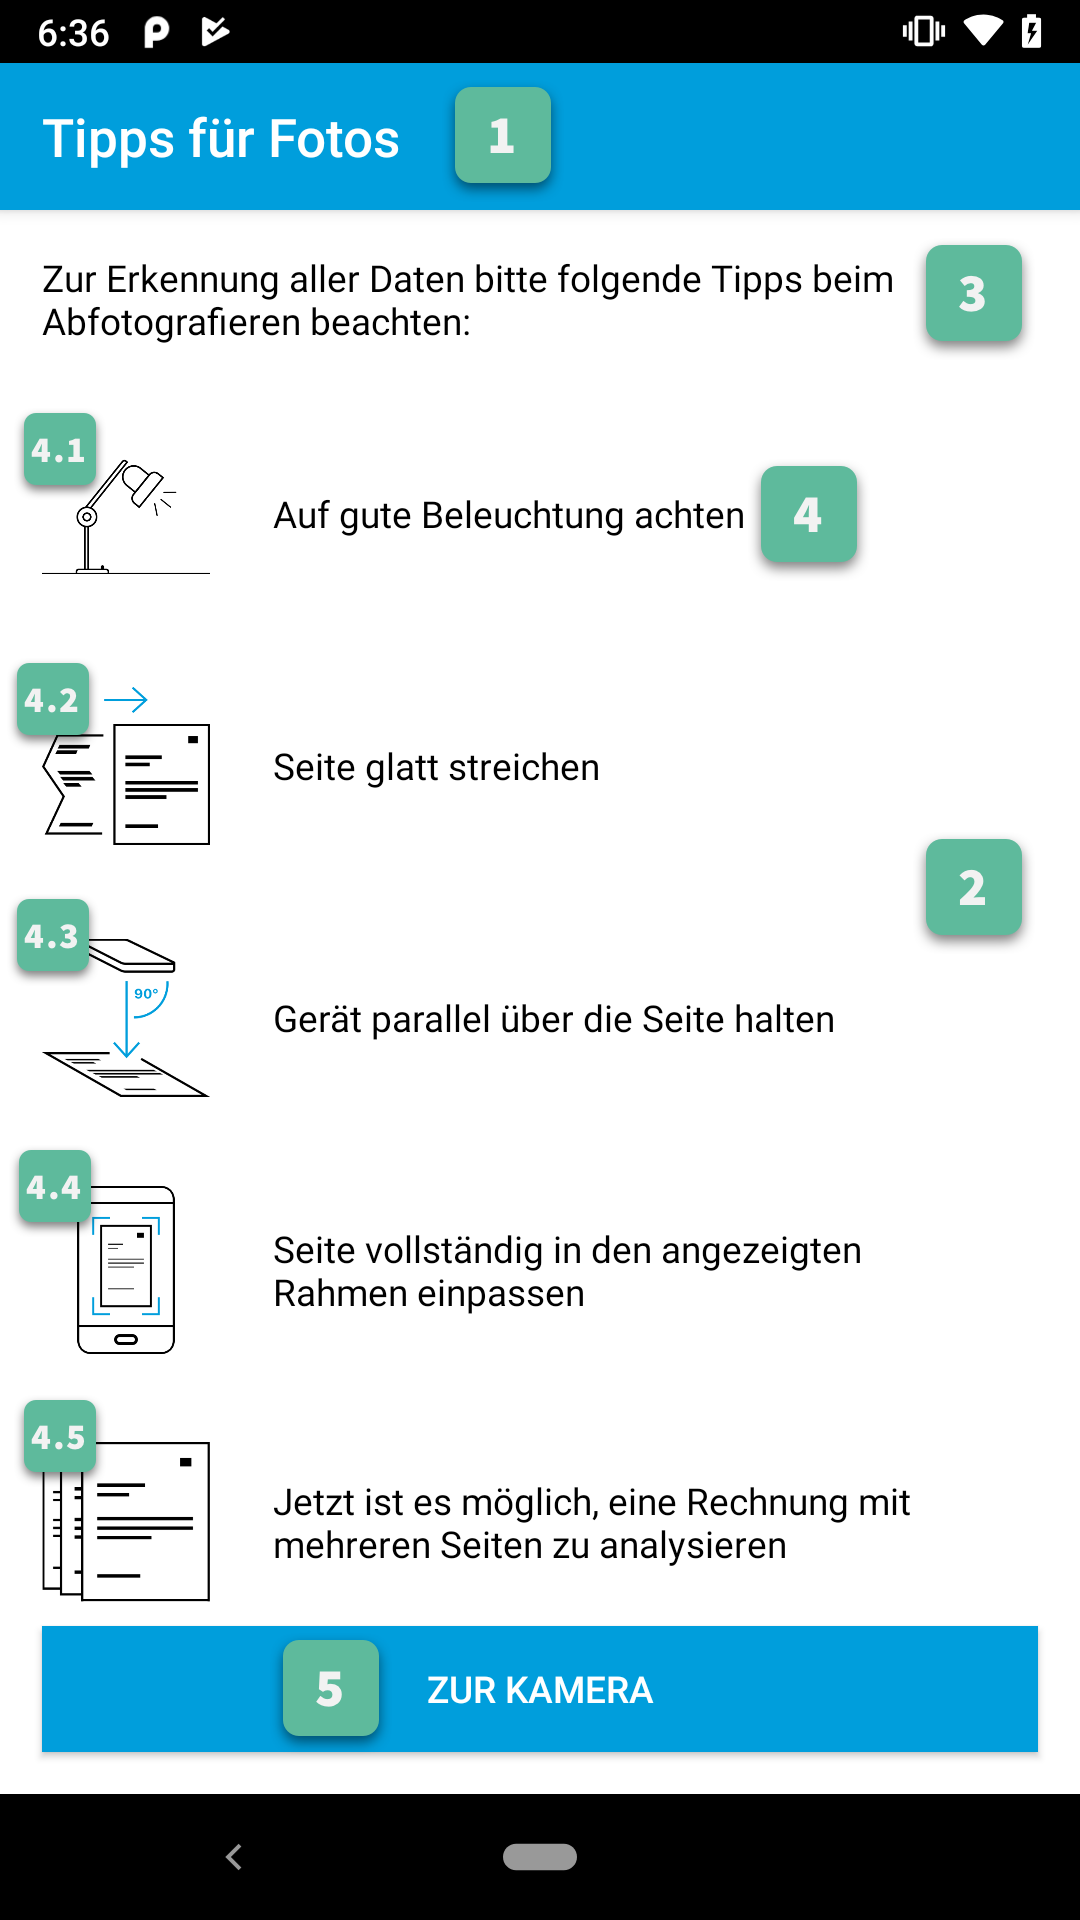 6:36
Tipps für Fotos 1
Zur Erkennung aller Daten bitte folgende Tipps beim
Abfotografieren beachten:
3
4.1
Auf gute Beleuchtung achten 4
4.2
Seite glatt streichen
2
4.3
90°
Gerät parallel über die Seite halten
4.4
Seite vollständig in den angezeigten
Rahmen einpassen
4.5
Jetzt ist es möglich, eine Rechnung mit
mehreren Seiten zu analysieren
5 ZUR KAMERA